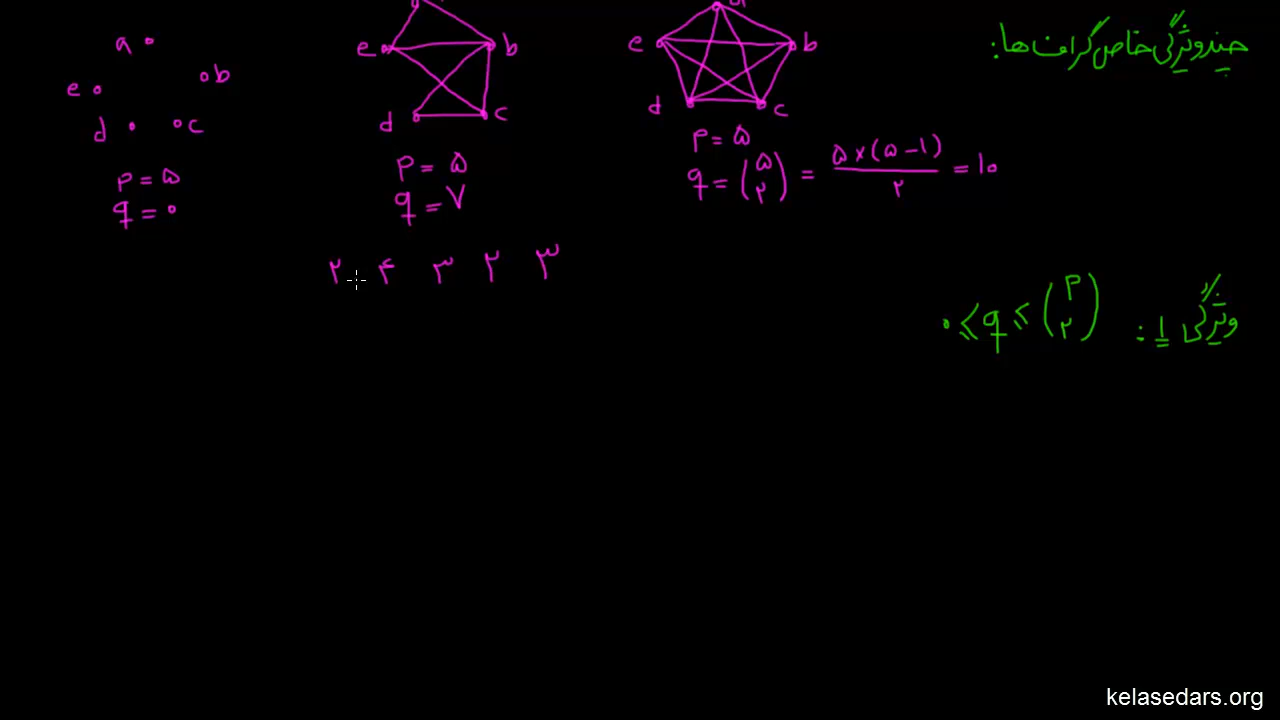 چند ویژگی خاص گراف ها:
a
b
e
d
c
p = ۵
q = ۰
e
b
d
c
p = ۵
q = ۷
a
e
b
d
c
p = ۵
q = (۵ ۲) = ۵×(۵-۱) / ۲ = ۱۰
۲ ۴ ۳ ۲ ۳
ویژگی ۱: ۰ ≤ q ≤ (p ۲)
kelasedars.org